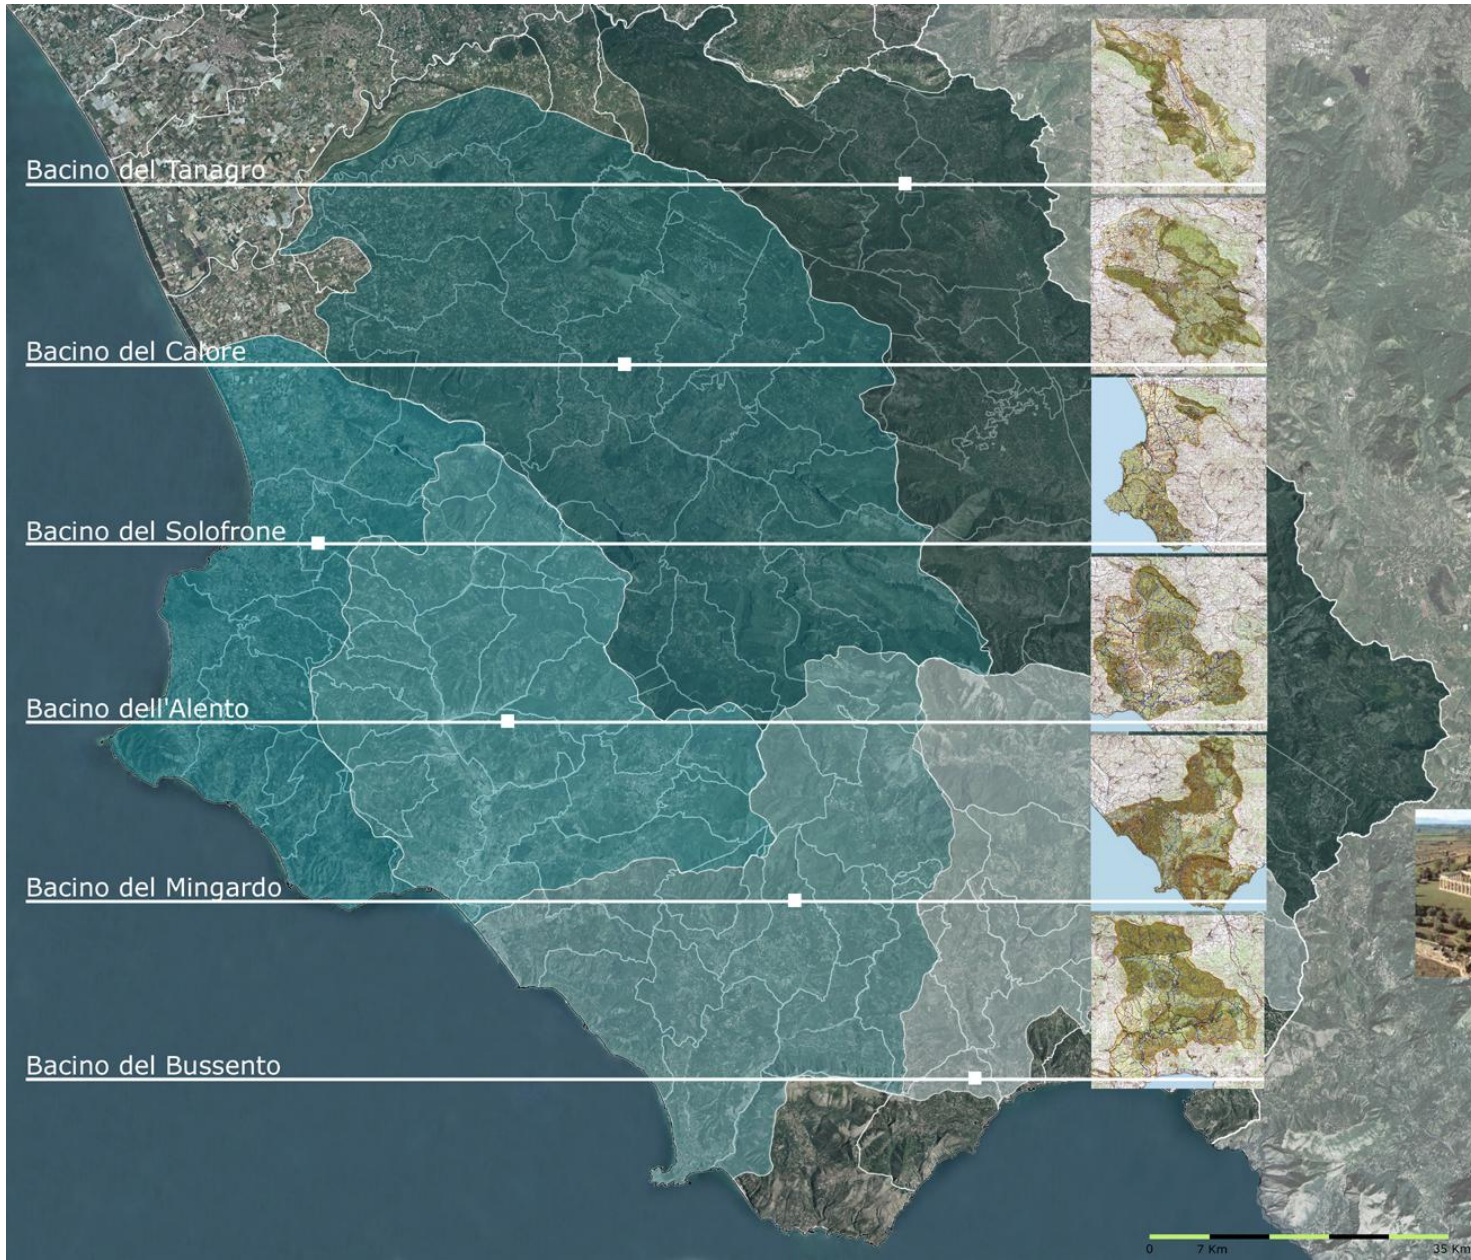 Bacino del Tanagro
Bacino del Calore
Bacino del Solofrone
Bacino dell'Alento
Bacino del Mingardo
Bacino del Bussento
0 7 Km 35 Km